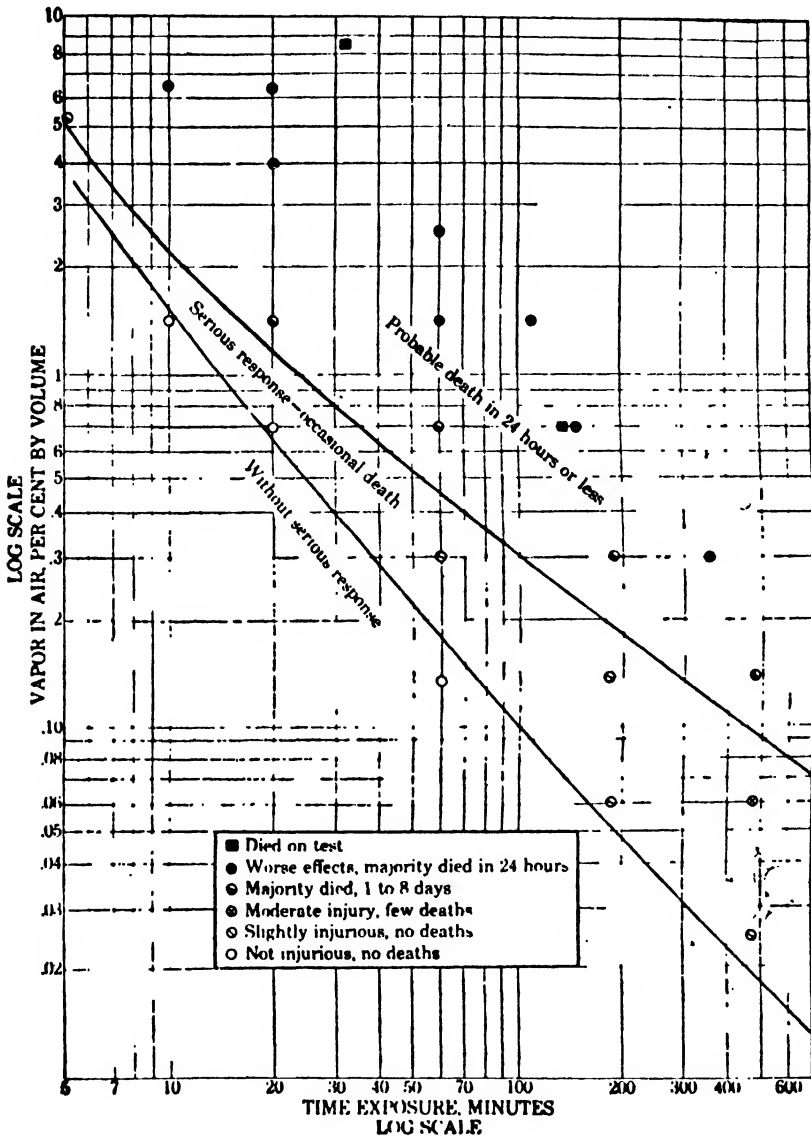 LOG SCALE
VAPOR IN AIR, PER CENT BY VOLUME
10
8
6
5
4
3
2
1
8
6
5
.4
.3
.2
.10
.08
.06
.05
.04
.03
.02
Serious response - occasional death
Without serious response
Probable death in 24 hours or less
Died on test
Worse effects, majority died in 24 hours
Majority died, 1 to 8 days
Moderate injury, few deaths
Slightly injurious, no deaths
Not injurious, no deaths
5 7 10 20 30 40 50 70 100 200 300 400 600
TIME EXPOSURE, MINUTES
LOG SCALE